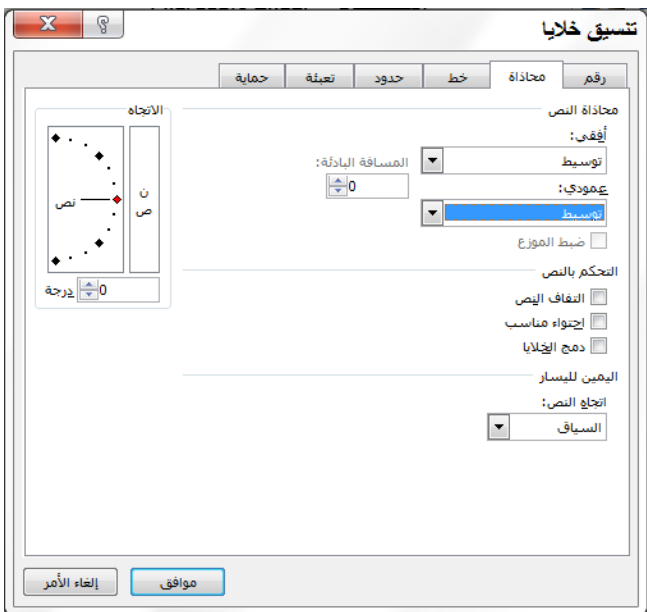 تنسيق خلايا
رقم محاذاة خط حدود تعبئة حماية
محاذاة النص
أفقي:
توسيط
المسافة البادئة:
0
عمودي:
توسيط
ضبط الموزع
التحكم بالنص
التفاف النص
احتواء مناسب
دمج الخلايا
اليمين لليسار
اتجاه النص:
السياق
الاتجاه
ن
ص
نص
0 درجة
موافق إلغاء الأمر